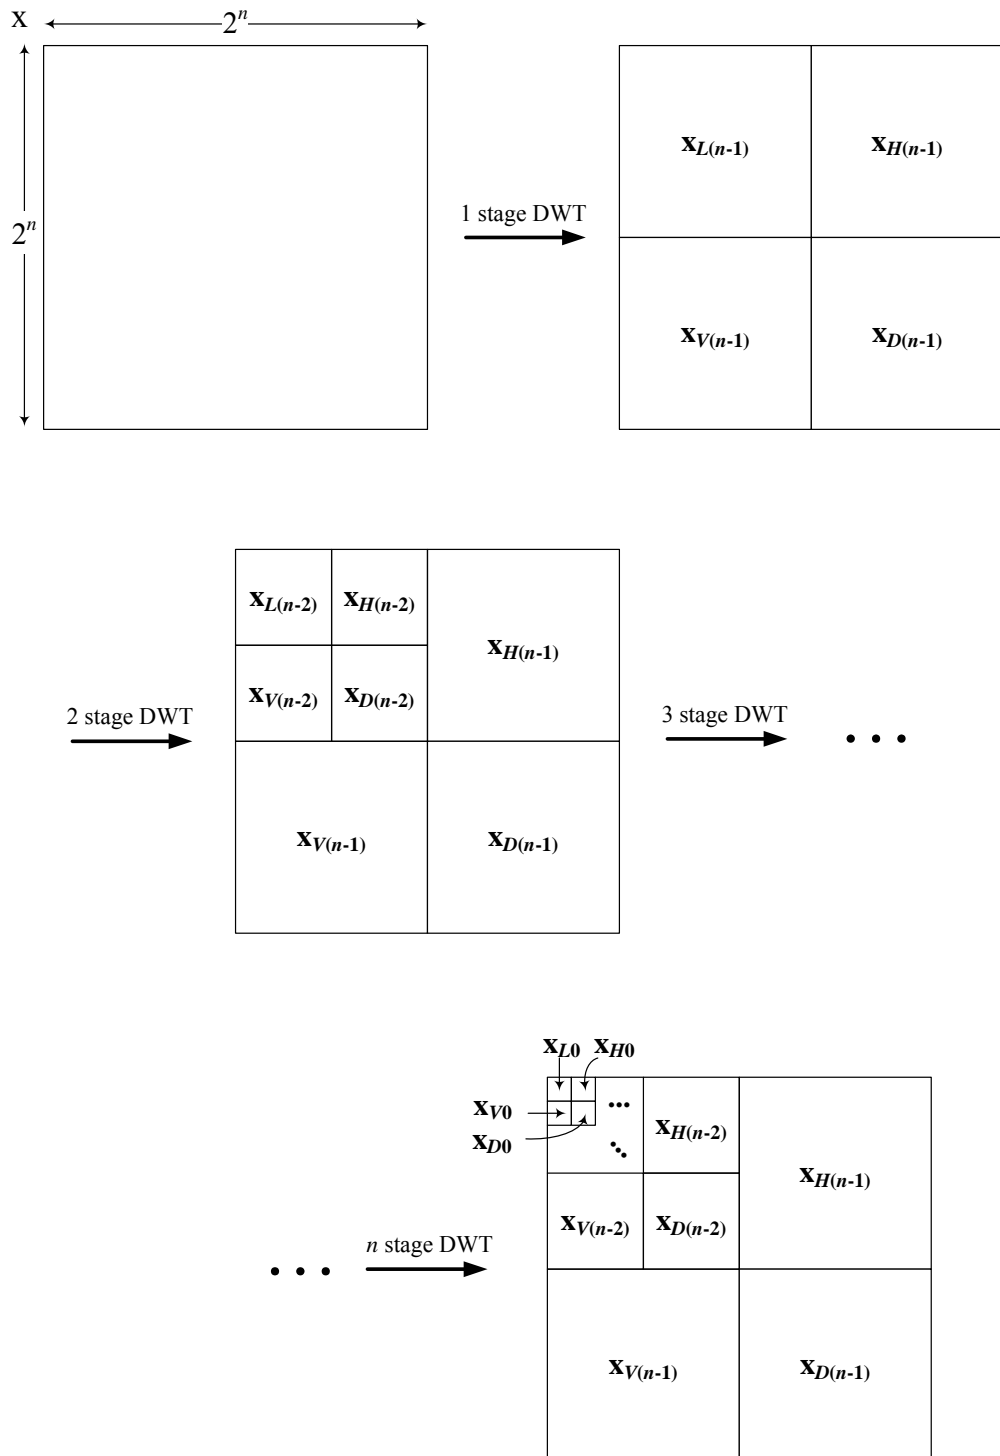 x 2^n
2^n
x_L(n-1) x_H(n-1)
1 stage DWT
x_V(n-1) x_D(n-1)
x_L(n-2) x_H(n-2)
x_H(n-1)
x_V(n-2) x_D(n-2)
2 stage DWT
3 stage DWT • • •
x_V(n-1) x_D(n-1)
x_L0 x_H0
x_V0 ••• x_H(n-2)
x_D0
x_H(n-1)
x_V(n-2) x_D(n-2)
• • • n stage DWT
x_V(n-1) x_D(n-1)